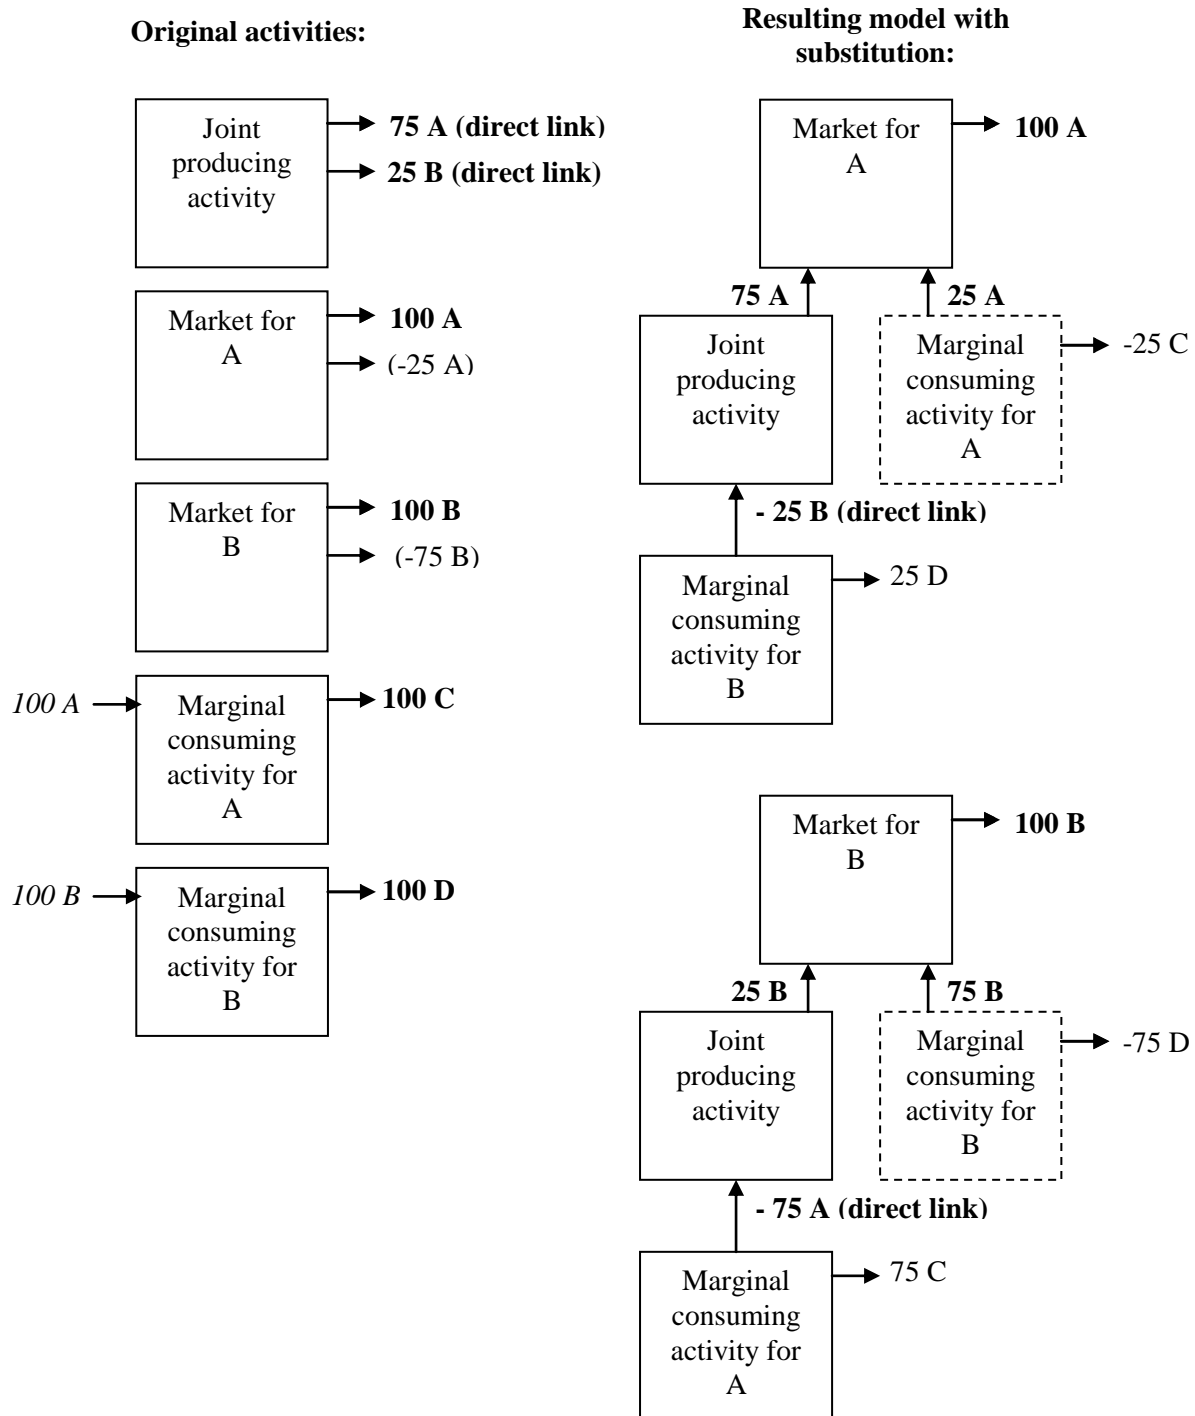 Original activities:
Joint
producing
activity
75 A (direct link)
25 B (direct link)
Market for
A
100 A
(-25 A)
Market for
B
100 B
(-75 B)
100 A
Marginal
consuming
activity for
A
100 C
100 B
Marginal
consuming
activity for
B
100 D
Resulting model with
substitution:
Market for
A
100 A
75 A
25 A
Joint
producing
activity
Marginal
consuming
activity for
A
-25 C
- 25 B (direct link)
Marginal
consuming
activity for
B
25 D
Market for
B
100 B
25 B
75 B
Joint
producing
activity
Marginal
consuming
activity for
B
-75 D
- 75 A (direct link)
Marginal
consuming
activity for
A
75 C